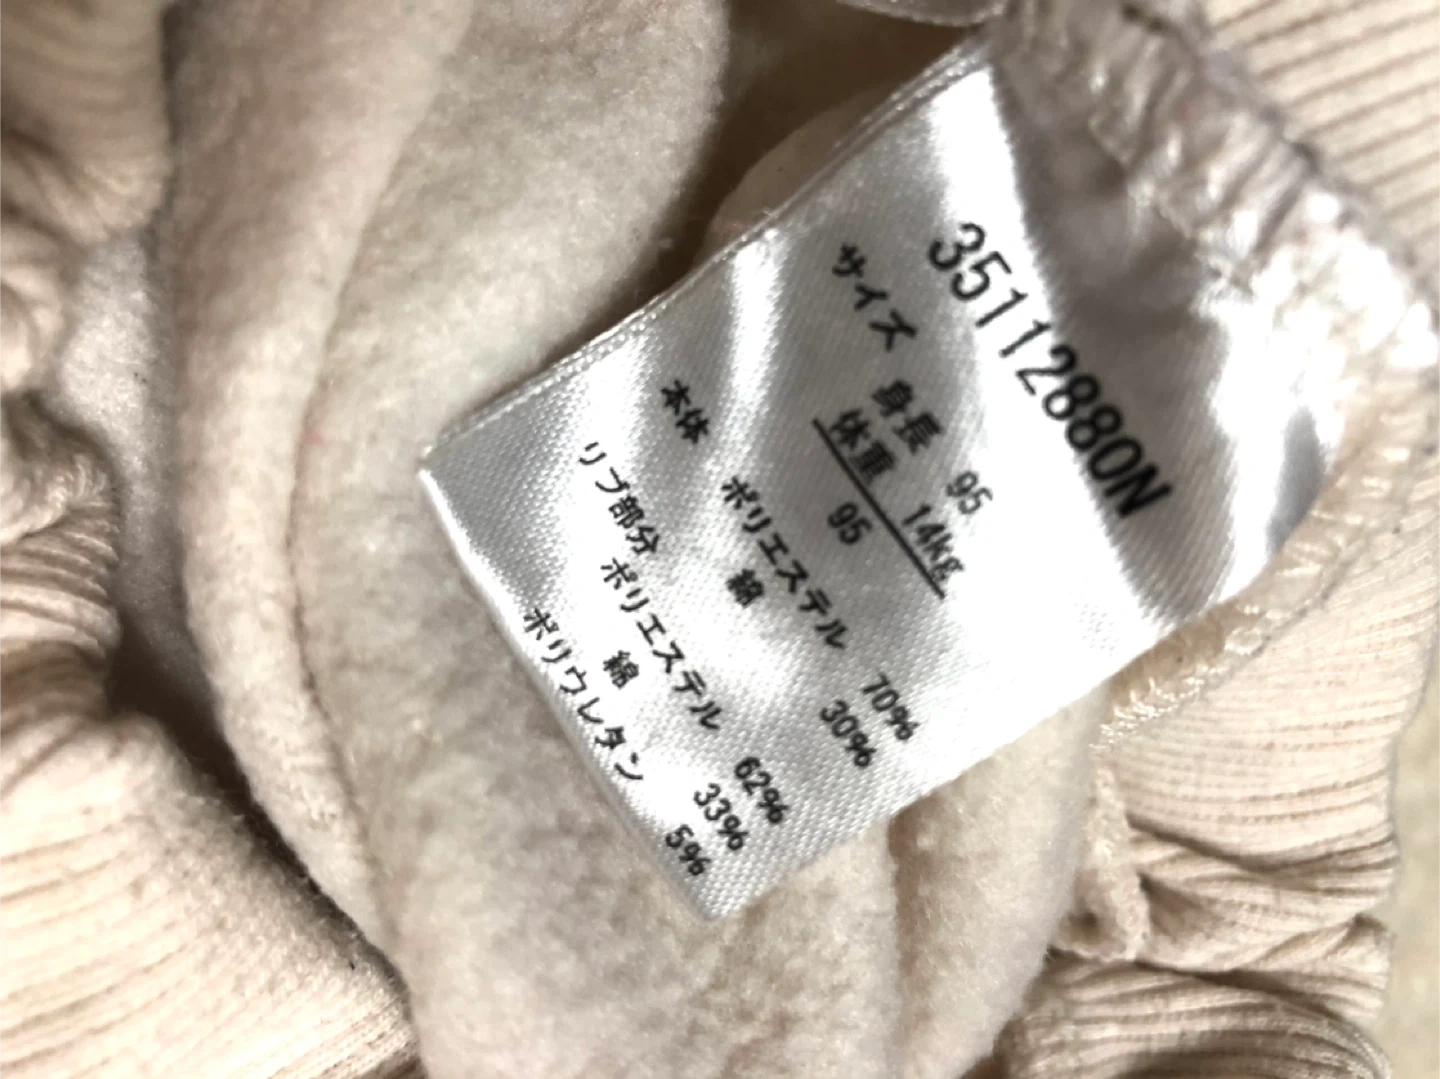 35112880N
サイズ
身長 95
体重 14kg
95
本体
ポリエステル 70%
綿 30%
リブ部分
ポリエステル 62%
綿 33%
ポリウレタン 5%